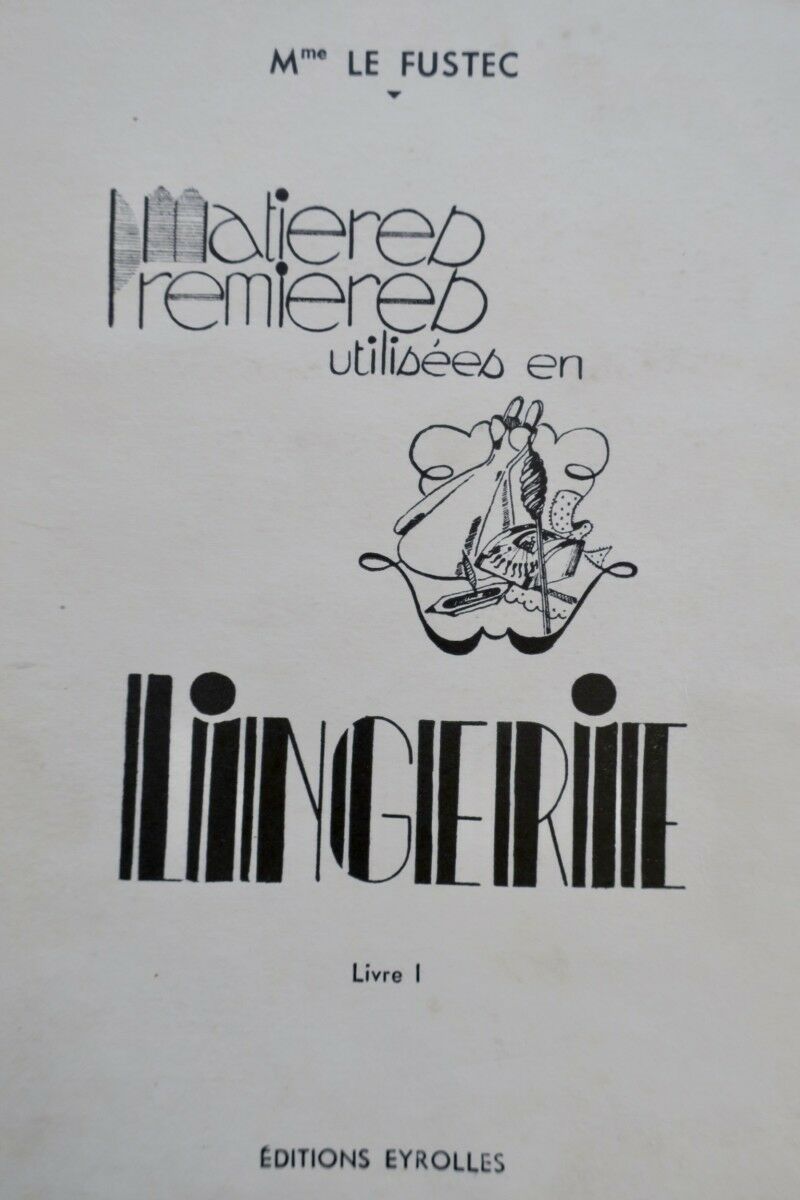 Mme LE FUSTEC
Matieres
Premieres
utilisées en
LiNGERiE
Livre I
ÉDITIONS EYROLLES